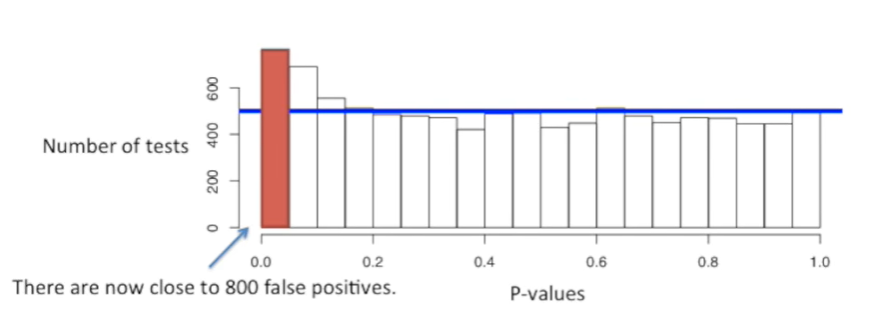 600
400
200
0
Number of tests
0.0 0.2 0.4 0.6 0.8 1.0
There are now close to 800 false positives.
P-values